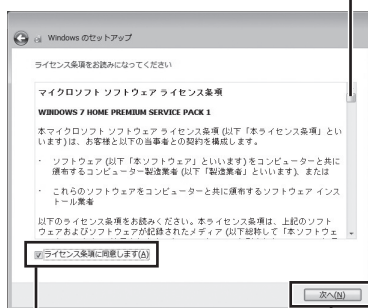 Windows のセットアップ
ライセンス条項をお読みになってください
マイクロソフト ソフトウェア ライセンス条項
WINDOWS 7 HOME PREMIUM SERVICE PACK 1
本マイクロソフト ソフトウェア ライセンス条項 (以下「本ライセンス条項」とい
います) は、お客様と以下の当事者との契約を構成します。
· ソフトウェア (以下「本ソフトウェア」といいます) をコンピューターと共に
頒布するコンピューター製造業者 (以下「製造業者」といいます)、または
· これらのソフトウェアをコンピューターと共に頒布するソフトウェア インス
トール業者
以下のライセンス条項をお読みください。本ライセンス条項は、上記のソフト
ウェアおよびソフトウェアが記録されたメディア (以下総称して「本ソフトウェ
ライセンス条項に同意します(A)
次へ(N)